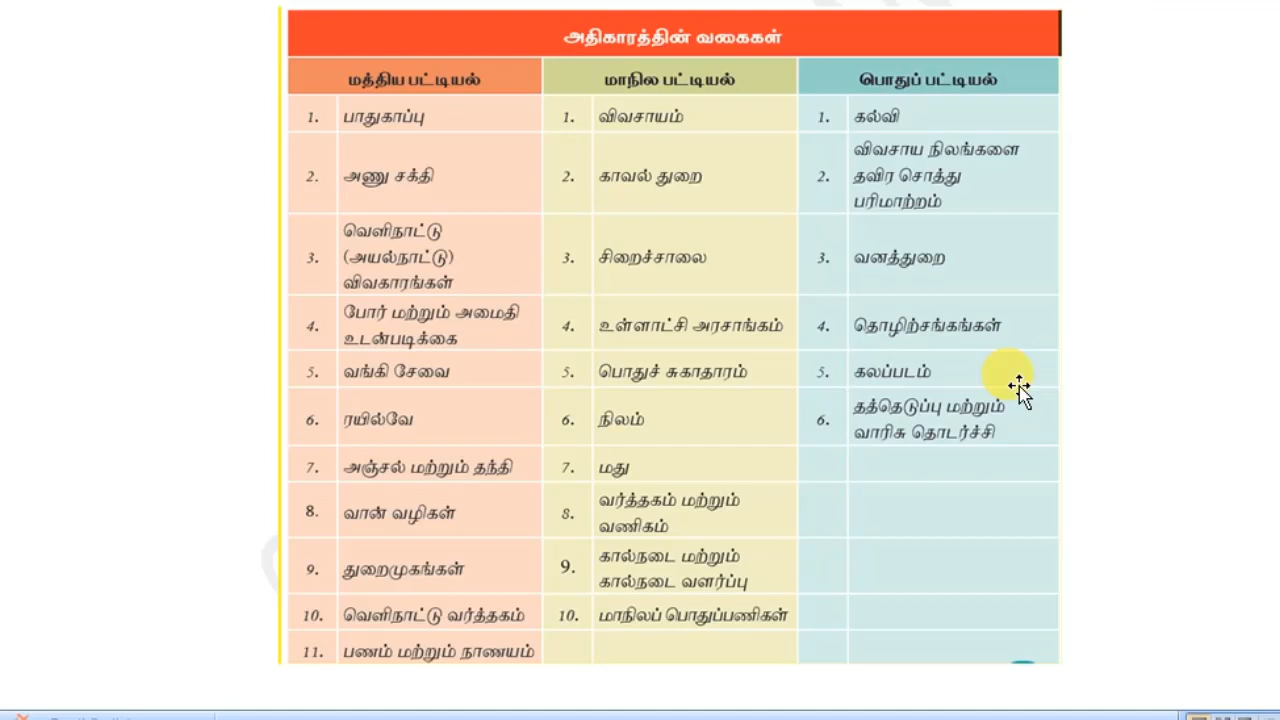 அதிகாரத்தின் வகைகள்
மத்திய பட்டியல் மாநில பட்டியல் பொதுப் பட்டியல்
1. பாதுகாப்பு 1. விவசாயம் 1. கல்வி
2. அணு சக்தி 2. காவல் துறை 2. விவசாய நிலங்களை
தவிர சொத்து
பரிமாற்றம்
3. வெளிநாட்டு
(அயல்நாட்டு)
விவகாரங்கள்
3. சிறைச்சாலை 3. வனத்துறை
4. போர் மற்றும் அமைதி
உடன்படிக்கை
4. உள்ளாட்சி அரசாங்கம் 4. தொழிற்சங்கங்கள்
5. வங்கி சேவை 5. பொதுச் சுகாதாரம் 5. கலப்படம்
6. ரயில்வே 6. நிலம் 6. தத்தெடுப்பு மற்றும்
வாரிசு தொடர்ச்சி
7. அஞ்சல் மற்றும் தந்தி 7. மது
8. வான் வழிகள் 8. வர்த்தகம் மற்றும்
வணிகம்
9. துறைமுகங்கள் 9. கால்நடை மற்றும்
கால்நடை வளர்ப்பு
10. வெளிநாட்டு வர்த்தகம் 10. மாநிலப் பொதுப்பணிகள்
11. பணம் மற்றும் நாணயம்